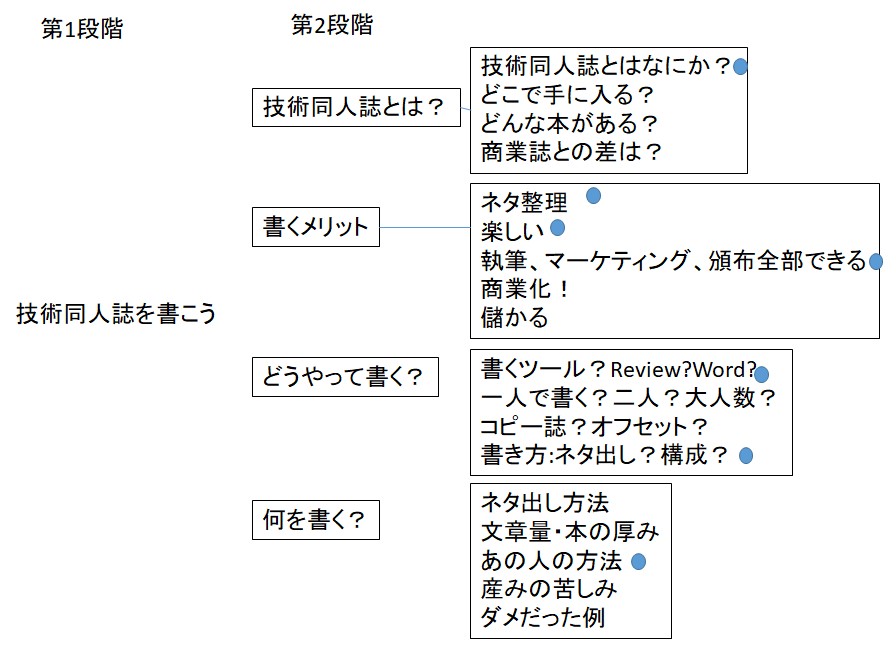 第1段階
第2段階
技術同人誌を書こう
技術同人誌とは？
技術同人誌とはなにか？
どこで手に入る？
どんな本がある？
商業誌との差は？
書くメリット
ネタ整理
楽しい
執筆、マーケティング、頒布全部できる
商業化！
儲かる
どうやって書く？
書くツール？Review?Word?
一人で書く？二人？大人数？
コピー誌？オフセット？
書き方:ネタ出し？構成？
何を書く？
ネタ出し方法
文章量・本の厚み
あの人の方法
産みの苦しみ
ダメだった例